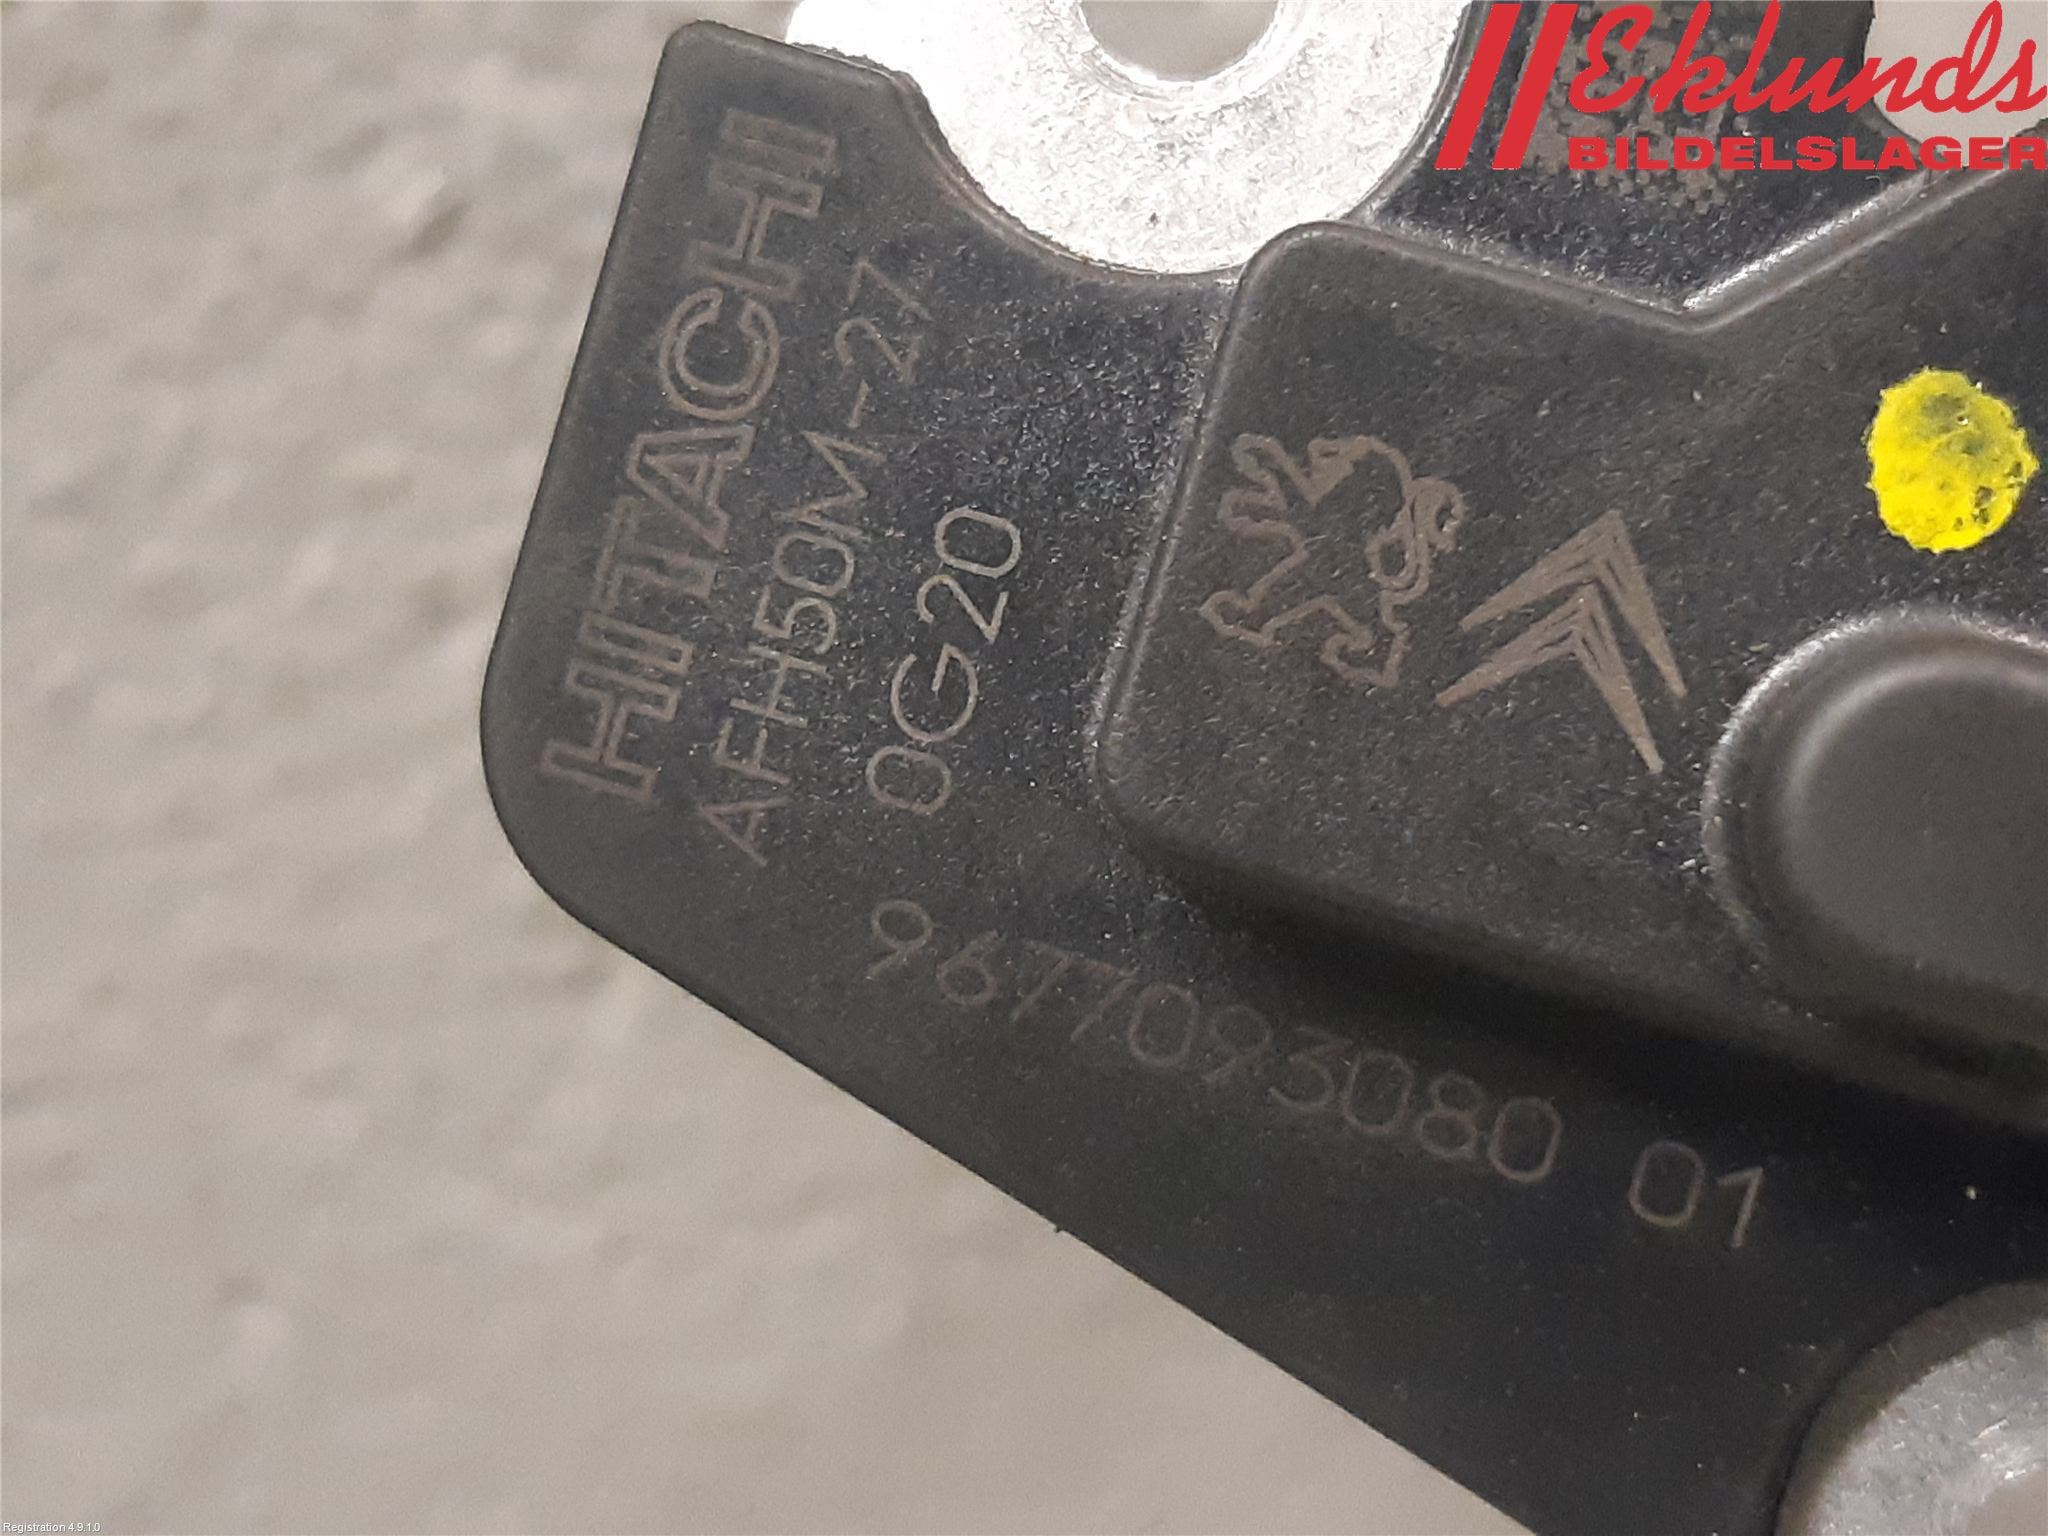 Eklunds
BILDELSLAGER
HITACHI
AFH50M-27
0G20
9677093080 01
Registration 4.9.1.0